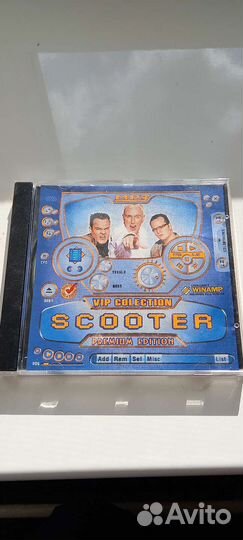 VIP COLECTION
SCOOTER
PREMIUM EDITION
WINAMP
Add Rem Sel Misc List
Avito